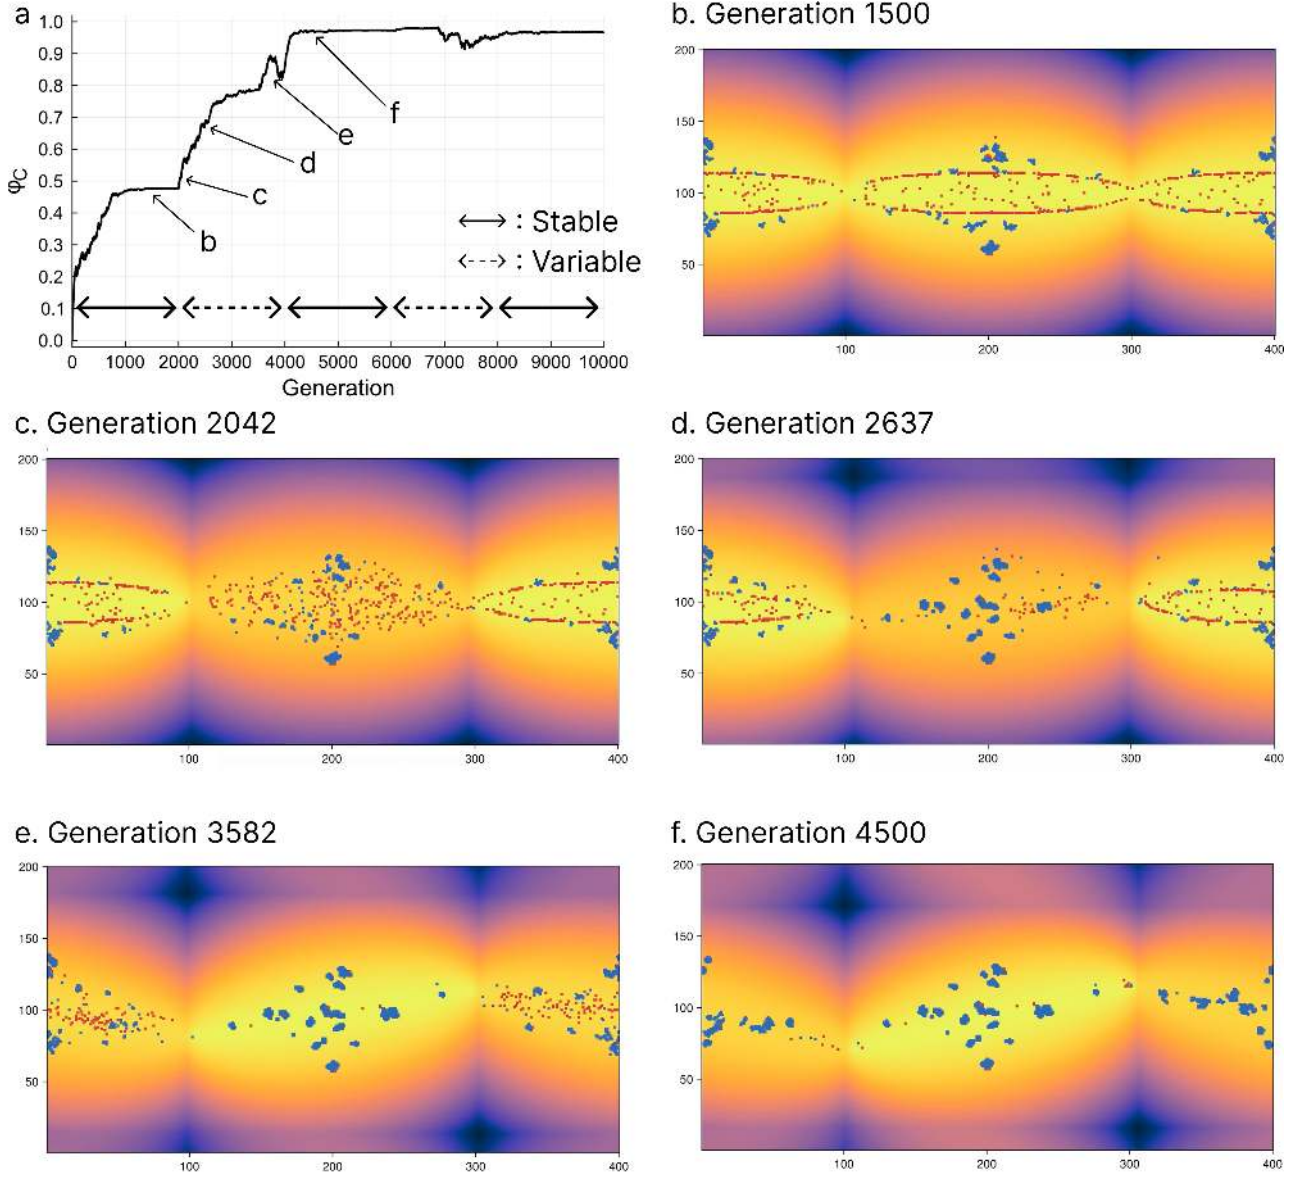 a
1.0
0.9
0.8
0.7
0.6
0.5
0.4
0.3
0.2
0.1
0.0
φC
f
e
d
c
b
: Stable
: Variable
0 1000 2000 3000 4000 5000 6000 7000 8000 9000 10000
Generation
b. Generation 1500
200
150
100
50
100 200 300 400
c. Generation 2042
200
150
100
50
100 200 300 400
d. Generation 2637
200
150
100
50
100 200 300 400
e. Generation 3582
200
150
100
50
100 200 300 400
f. Generation 4500
200
150
100
50
100 200 300 400